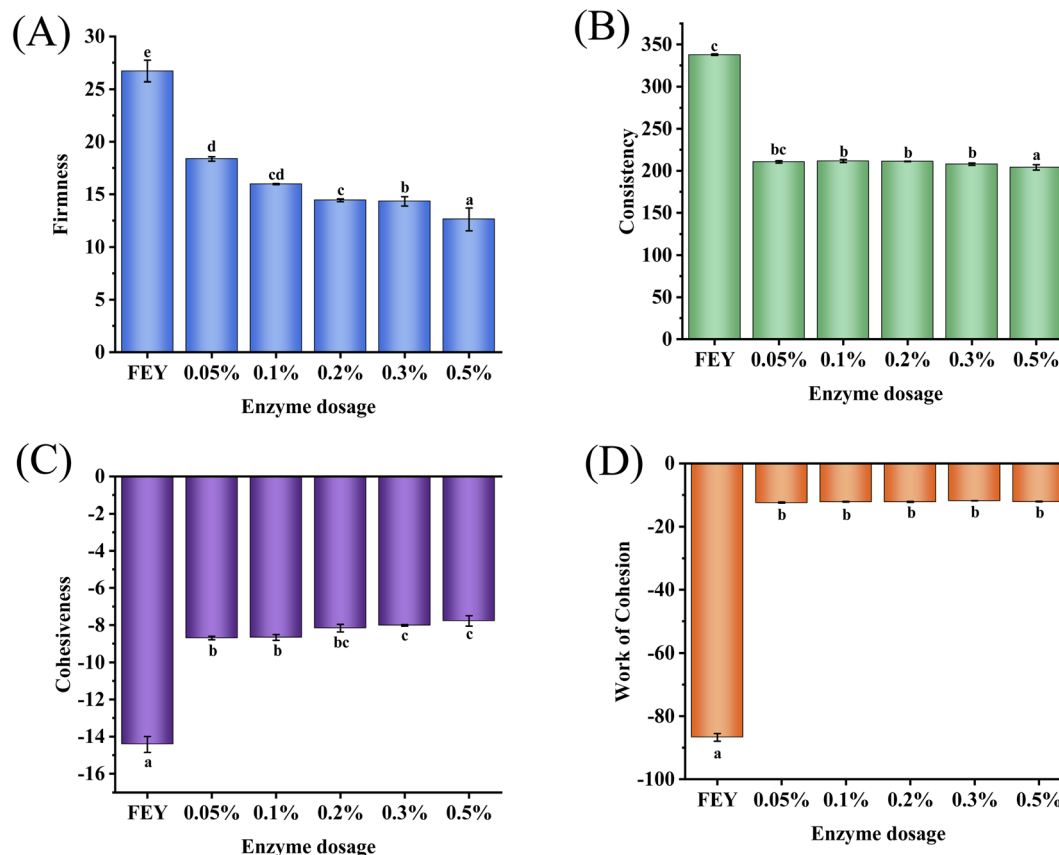 (A)
30
25
20
15
10
5
0
Firmness
e
d
cd
c
b
a
FEY 0.05% 0.1% 0.2% 0.3% 0.5%
Enzyme dosage
(B)
350
300
250
200
150
100
50
0
Consistency
c
bc
b
b
b
a
FEY 0.05% 0.1% 0.2% 0.3% 0.5%
Enzyme dosage
(C)
0
-2
-4
-6
-8
-10
-12
-14
-16
Cohesiveness
a
b
b
bc
c
c
FEY 0.05% 0.1% 0.2% 0.3% 0.5%
Enzyme dosage
(D)
0
-20
-40
-60
-80
-100
Work of Cohesion
a
b
b
b
b
b
FEY 0.05% 0.1% 0.2% 0.3% 0.5%
Enzyme dosage